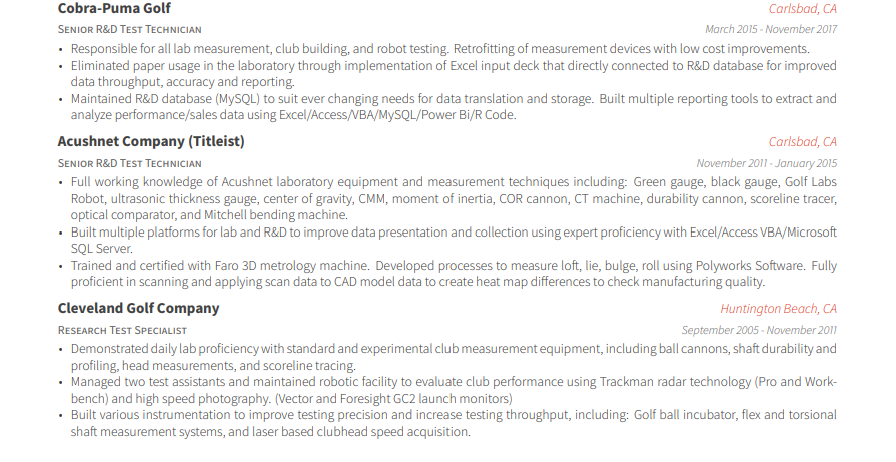 Cobra-Puma Golf Carlsbad, CA
Senior R&D Test Technician March 2015 - November 2017
• Responsible for all lab measurement, club building, and robot testing. Retrofitting of measurement devices with low cost improvements.
• Eliminated paper usage in the laboratory through implementation of Excel input deck that directly connected to R&D database for improved
data throughput, accuracy and reporting.
• Maintained R&D database (MySQL) to suit ever changing needs for data translation and storage. Built multiple reporting tools to extract and
analyze performance/sales data using Excel/Access/VBA/MySQL/Power Bi/R Code.
Acushnet Company (Titleist) Carlsbad, CA
Senior R&D Test Technician November 2011 - January 2015
• Full working knowledge of Acushnet laboratory equipment and measurement techniques including: Green gauge, black gauge, Golf Labs
Robot, ultrasonic thickness gauge, center of gravity, CMM, moment of inertia, COR cannon, CT machine, durability cannon, scoreline tracer,
optical comparator, and Mitchell bending machine.
• Built multiple platforms for lab and R&D to improve data presentation and collection using expert proficiency with Excel/Access VBA/Microsoft
SQL Server.
• Trained and certified with Faro 3D metrology machine. Developed processes to measure loft, lie, bulge, roll using Polyworks Software. Fully
proficient in scanning and applying scan data to CAD model data to create heat map differences to check manufacturing quality.
Cleveland Golf Company Huntington Beach, CA
Research Test Specialist September 2005 - November 2011
• Demonstrated daily lab proficiency with standard and experimental club measurement equipment, including ball cannons, shaft durability and
profiling, head measurements, and scoreline tracing.
• Managed two test assistants and maintained robotic facility to evaluate club performance using Trackman radar technology (Pro and Work-
bench) and high speed photography. (Vector and Foresight GC2 launch monitors)
• Built various instrumentation to improve testing precision and increase testing throughput, including: Golf ball incubator, flex and torsional
shaft measurement systems, and laser based clubhead speed acquisition.